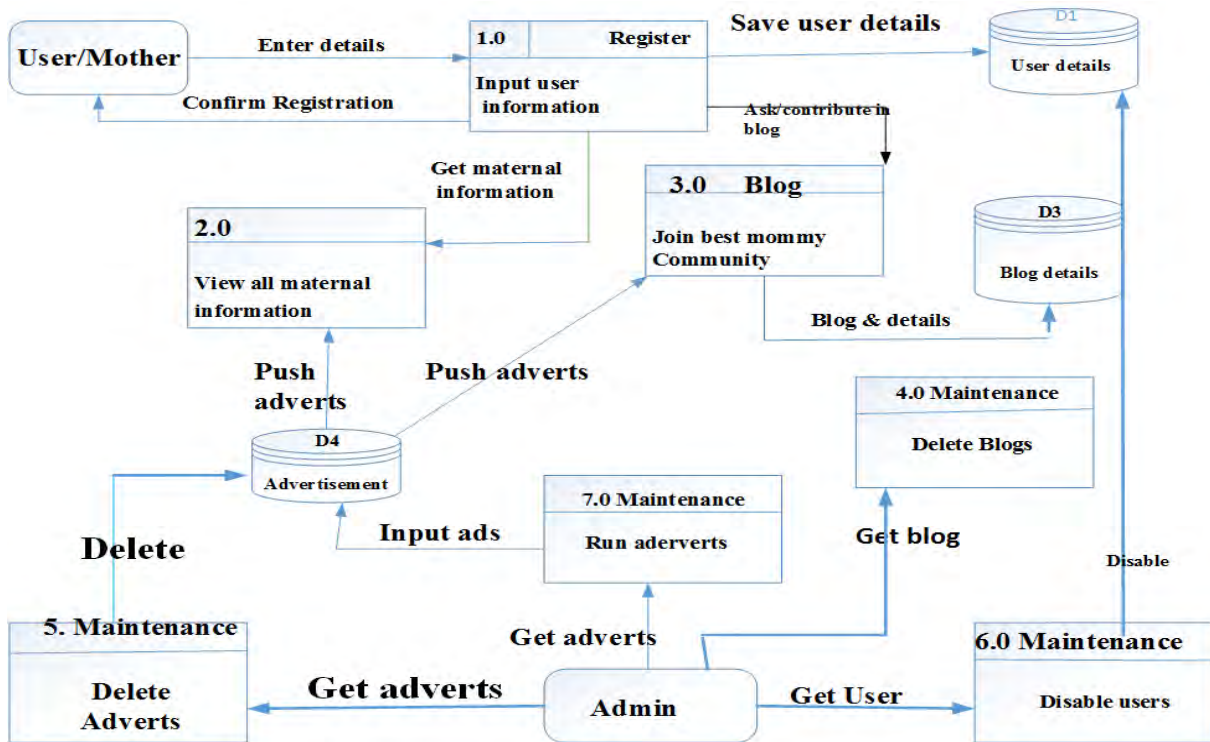 User/Mother
Enter details
Confirm Registration
1.0 Register
Input user
information
Save user details
D1
User details
Ask/contribute in
blog
Get maternal
information
2.0
View all maternal
information
3.0 Blog
Join best mommy
Community
D3
Blog details
Blog & details
Push
adverts
Push adverts
D4
Advertisement
4.0 Maintenance
Delete Blogs
7.0 Maintenance
Run aderverts
Input ads
Delete
Get blog
Disable
5. Maintenance
Delete
Adverts
Get adverts
Get adverts
Admin
Get User
6.0 Maintenance
Disable users